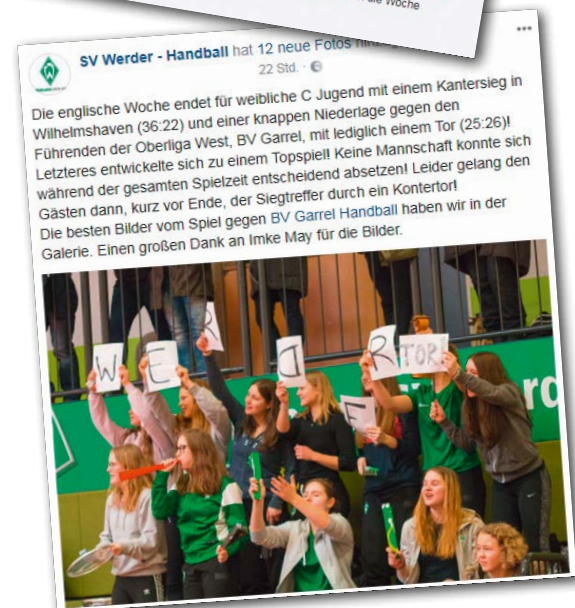 die Woche
SV Werder - Handball hat 12 neue Fotos
22 Std.
Die englische Woche endet für weibliche C Jugend mit einem Kantersieg in
Wilhelmshaven (36:22) und einer knappen Niederlage gegen den
Führenden der Oberliga West, BV Garrel, mit lediglich einem Tor (25:26)!
Letzteres entwickelte sich zu einem Topspiel! Keine Mannschaft konnte sich
während der gesamten Spielzeit entscheidend absetzen! Leider gelang den
Gästen dann, kurz vor Ende, der Siegtreffer durch ein Kontertor!
Die besten Bilder vom Spiel gegen BV Garrel Handball haben wir in der
Galerie. Einen großen Dank an Imke May für die Bilder.
W E R D E R TOR!
rd